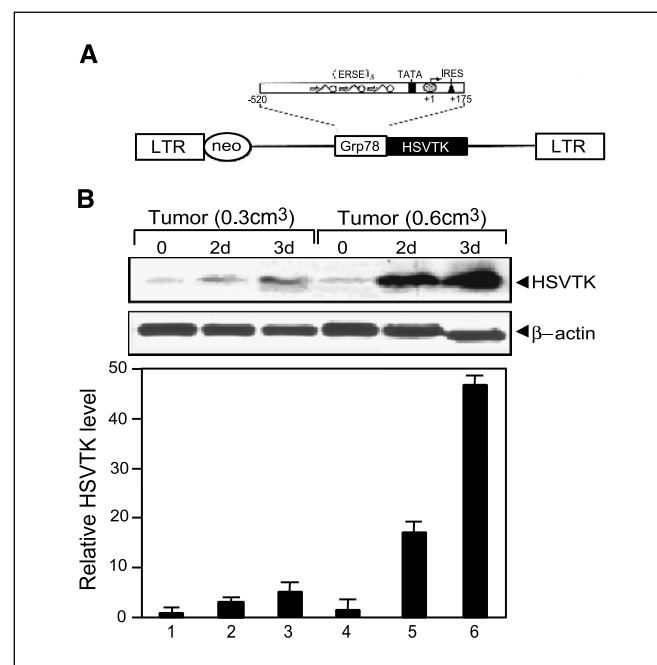 A
(ERSE)3 TATA IRES
-520 +1 +175
LTR neo Grp78 HSVTK LTR
B
Tumor (0.3cm³) Tumor (0.6cm³)
0 2d 3d 0 2d 3d
HSVTK
β–actin
Relative HSVTK level
50
40
30
20
10
0
1 2 3 4 5 6